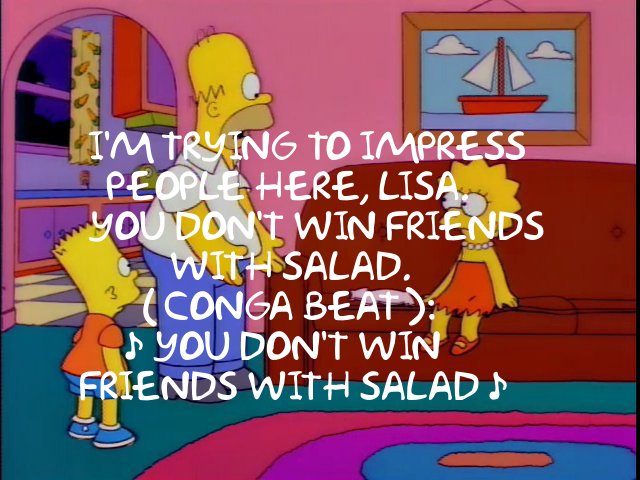 I'M TRYING TO IMPRESS
PEOPLE HERE, LISA.
YOU DON'T WIN FRIENDS
WITH SALAD.
( CONGA BEAT ):
♪ YOU DON'T WIN
FRIENDS WITH SALAD ♪